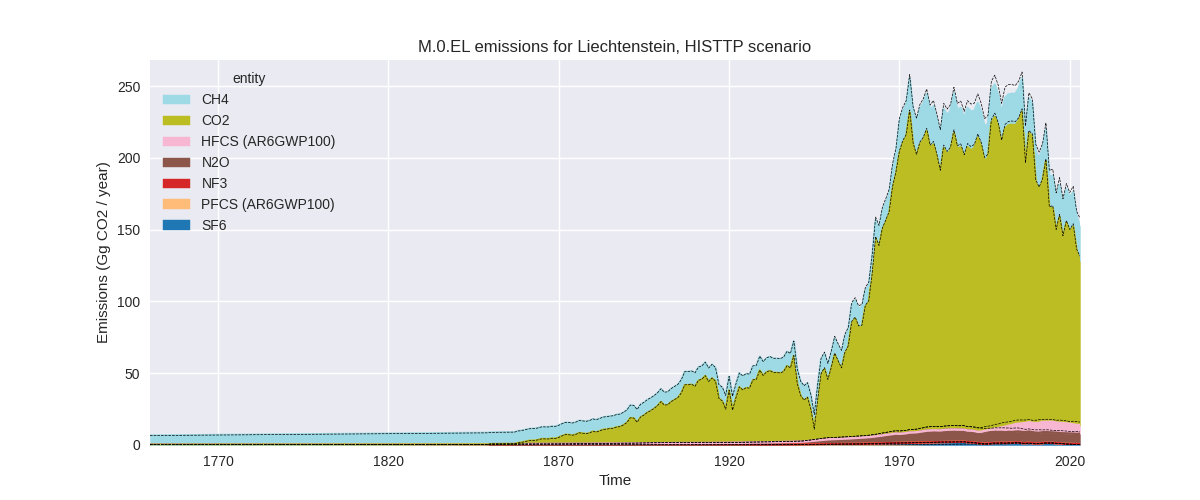 M.0.EL emissions for Liechtenstein, HISTTP scenario
Emissions (Gg CO2 / year)
250
200
150
100
50
0
entity
CH4
CO2
HFCS (AR6GWP100)
N2O
NF3
PFCS (AR6GWP100)
SF6
1770 1820 1870 1920 1970 2020
Time